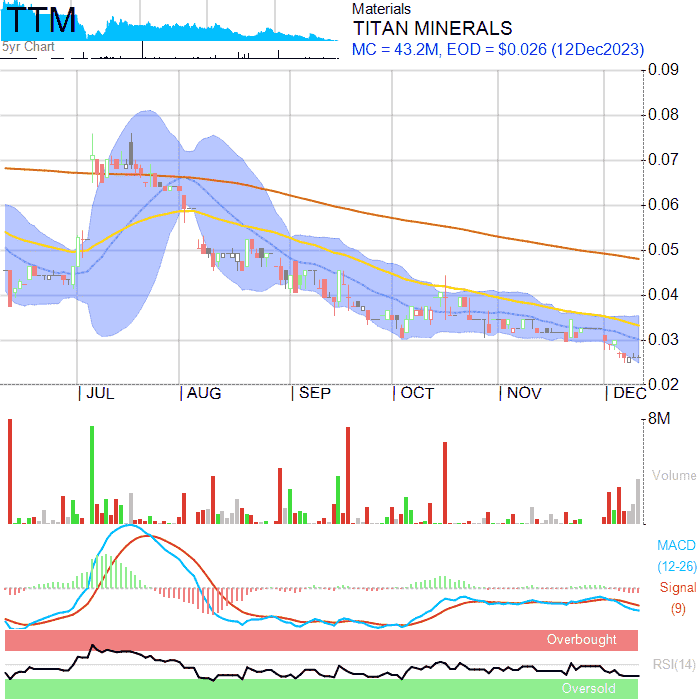 TTM
5yr Chart
Materials
TITAN MINERALS
MC = 43.2M, EOD = $0.026 (12Dec2023)
0.09
0.08
0.07
0.06
0.05
0.04
0.03
0.02
JUL AUG SEP OCT NOV DEC
8M
Volume
MACD
(12-26)
Signal
(9)
Overbought
RSI(14)
Oversold